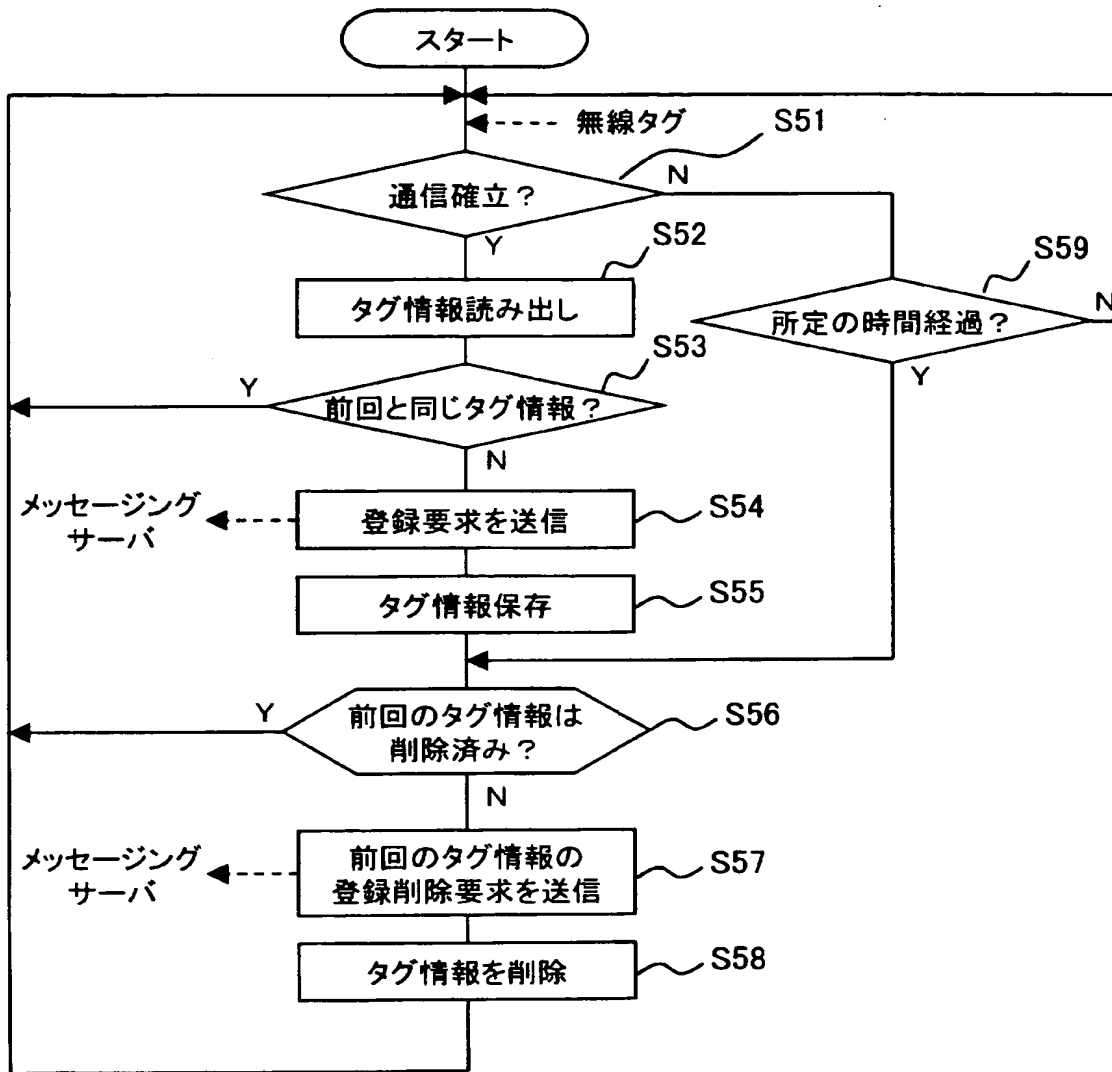 スタート
無線タグ
S51
通信確立？
N
Y
S52
タグ情報読み出し
S59
所定の時間経過？
N
Y
S53
前回と同じタグ情報？
Y
N
メッセージング
サーバ
登録要求を送信
S54
タグ情報保存
S55
前回のタグ情報は
削除済み？
S56
Y
N
メッセージング
サーバ
前回のタグ情報の
登録削除要求を送信
S57
タグ情報を削除
S58